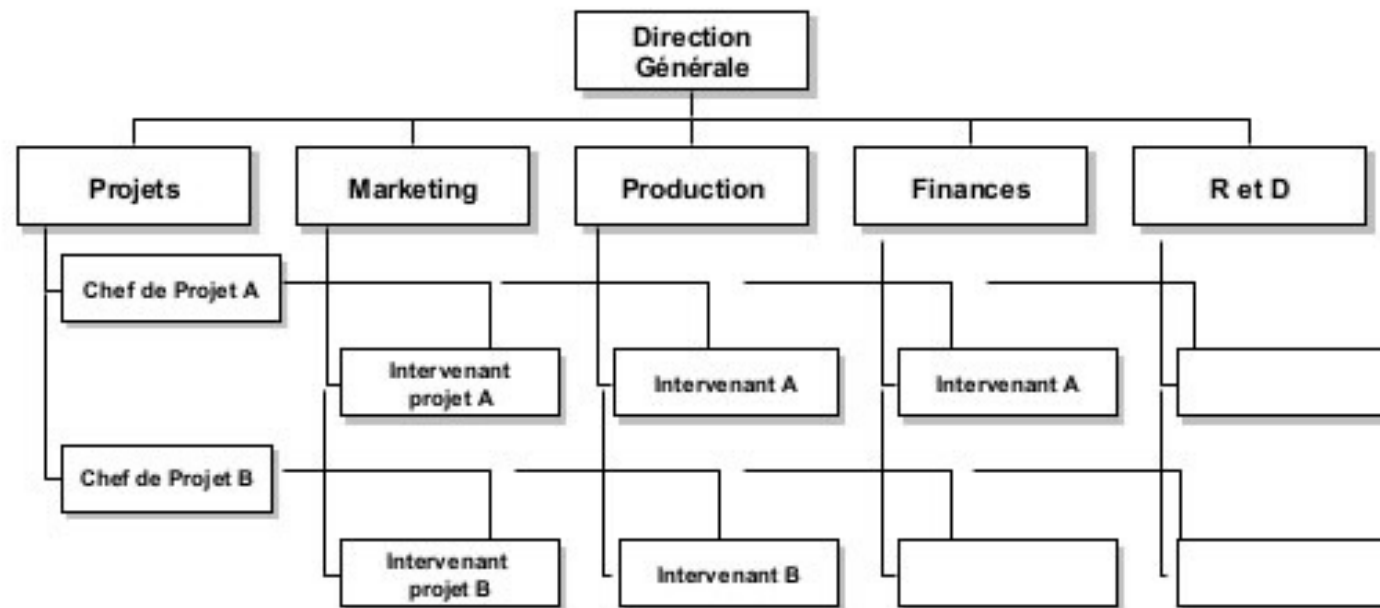 Direction
Générale
Projets
Marketing
Production
Finances
R et D
Chef de Projet A
Intervenant
projet A
Intervenant A
Intervenant A
Chef de Projet B
Intervenant
projet B
Intervenant B